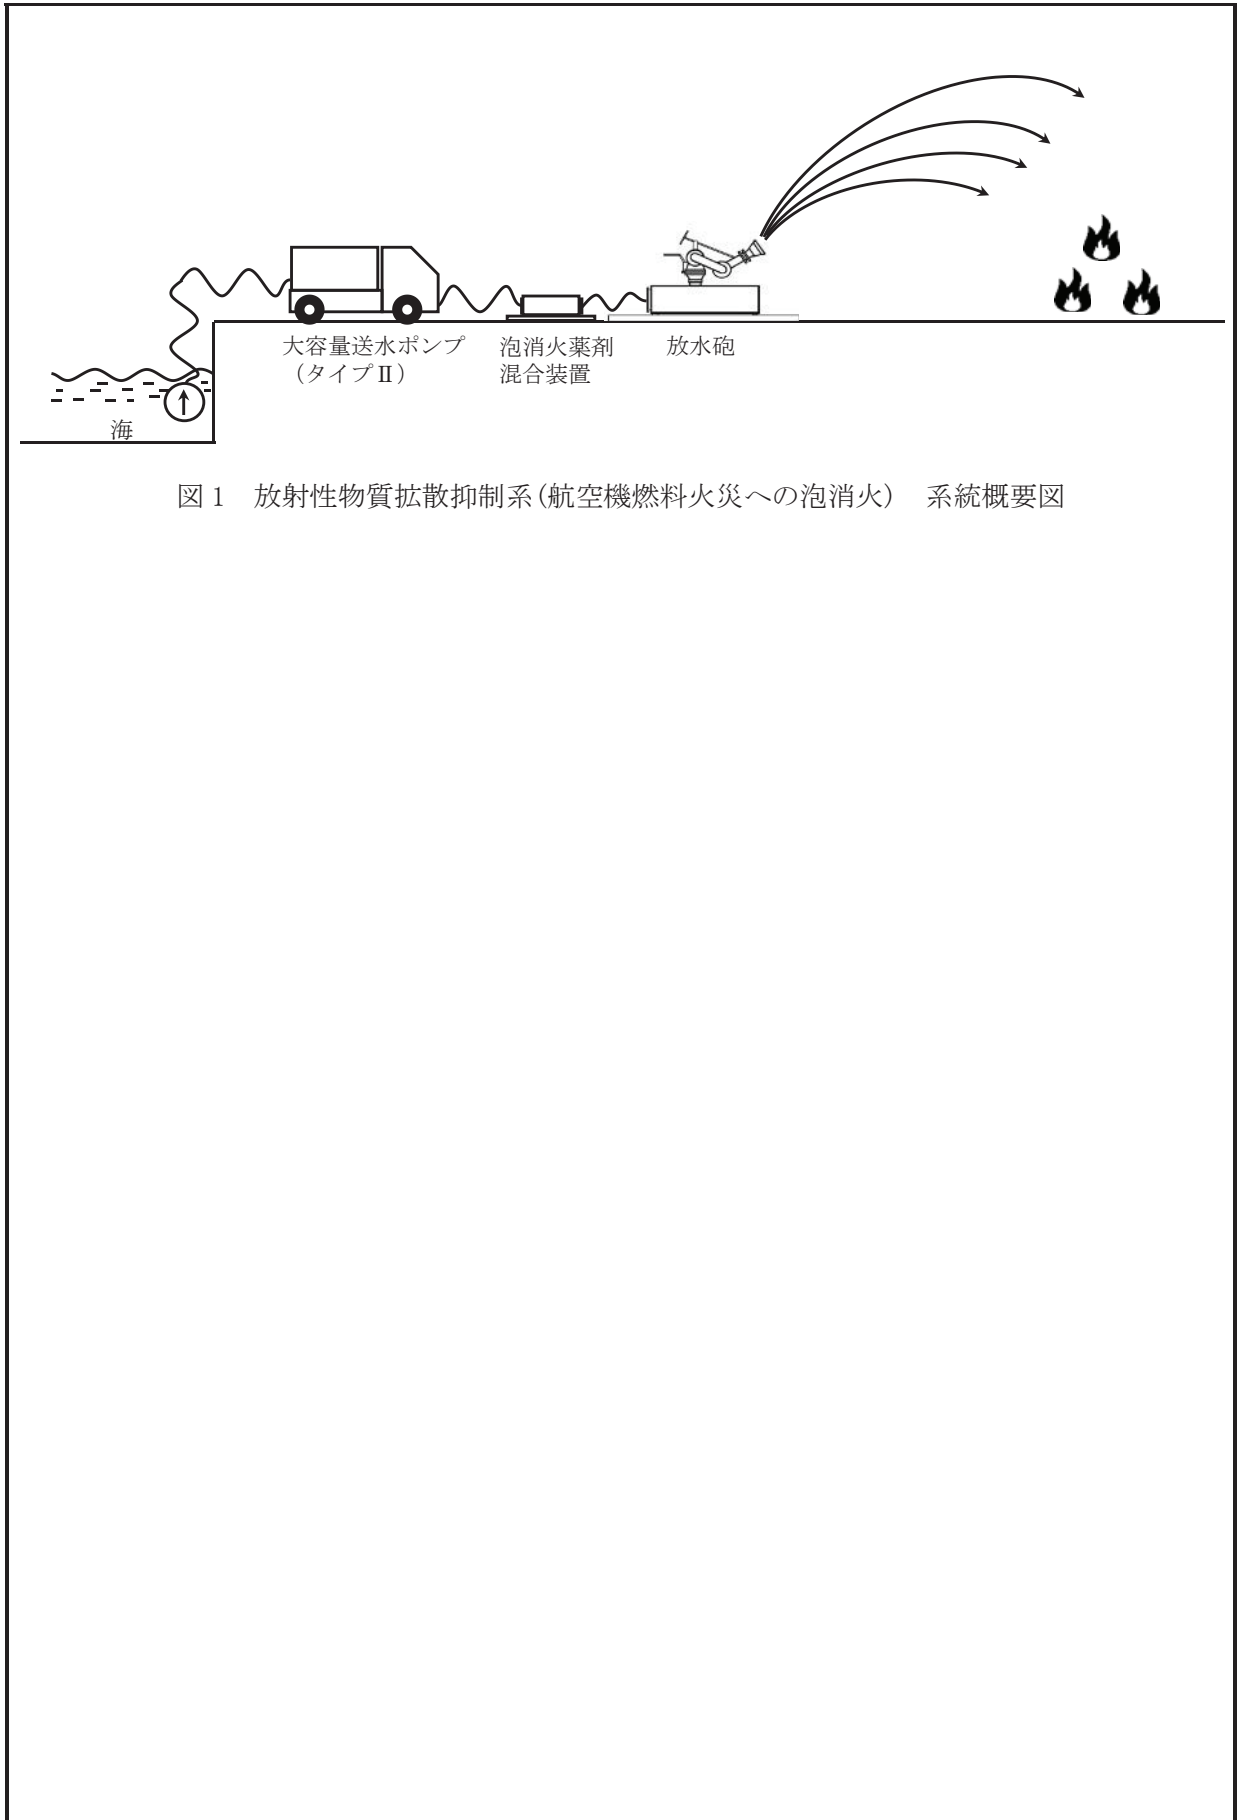 大容量送水ポンプ
（タイプⅡ）
泡消火薬剤
混合装置
放水砲
海
図1　放射性物質拡散抑制系(航空機燃料火災への泡消火)　系統概要図